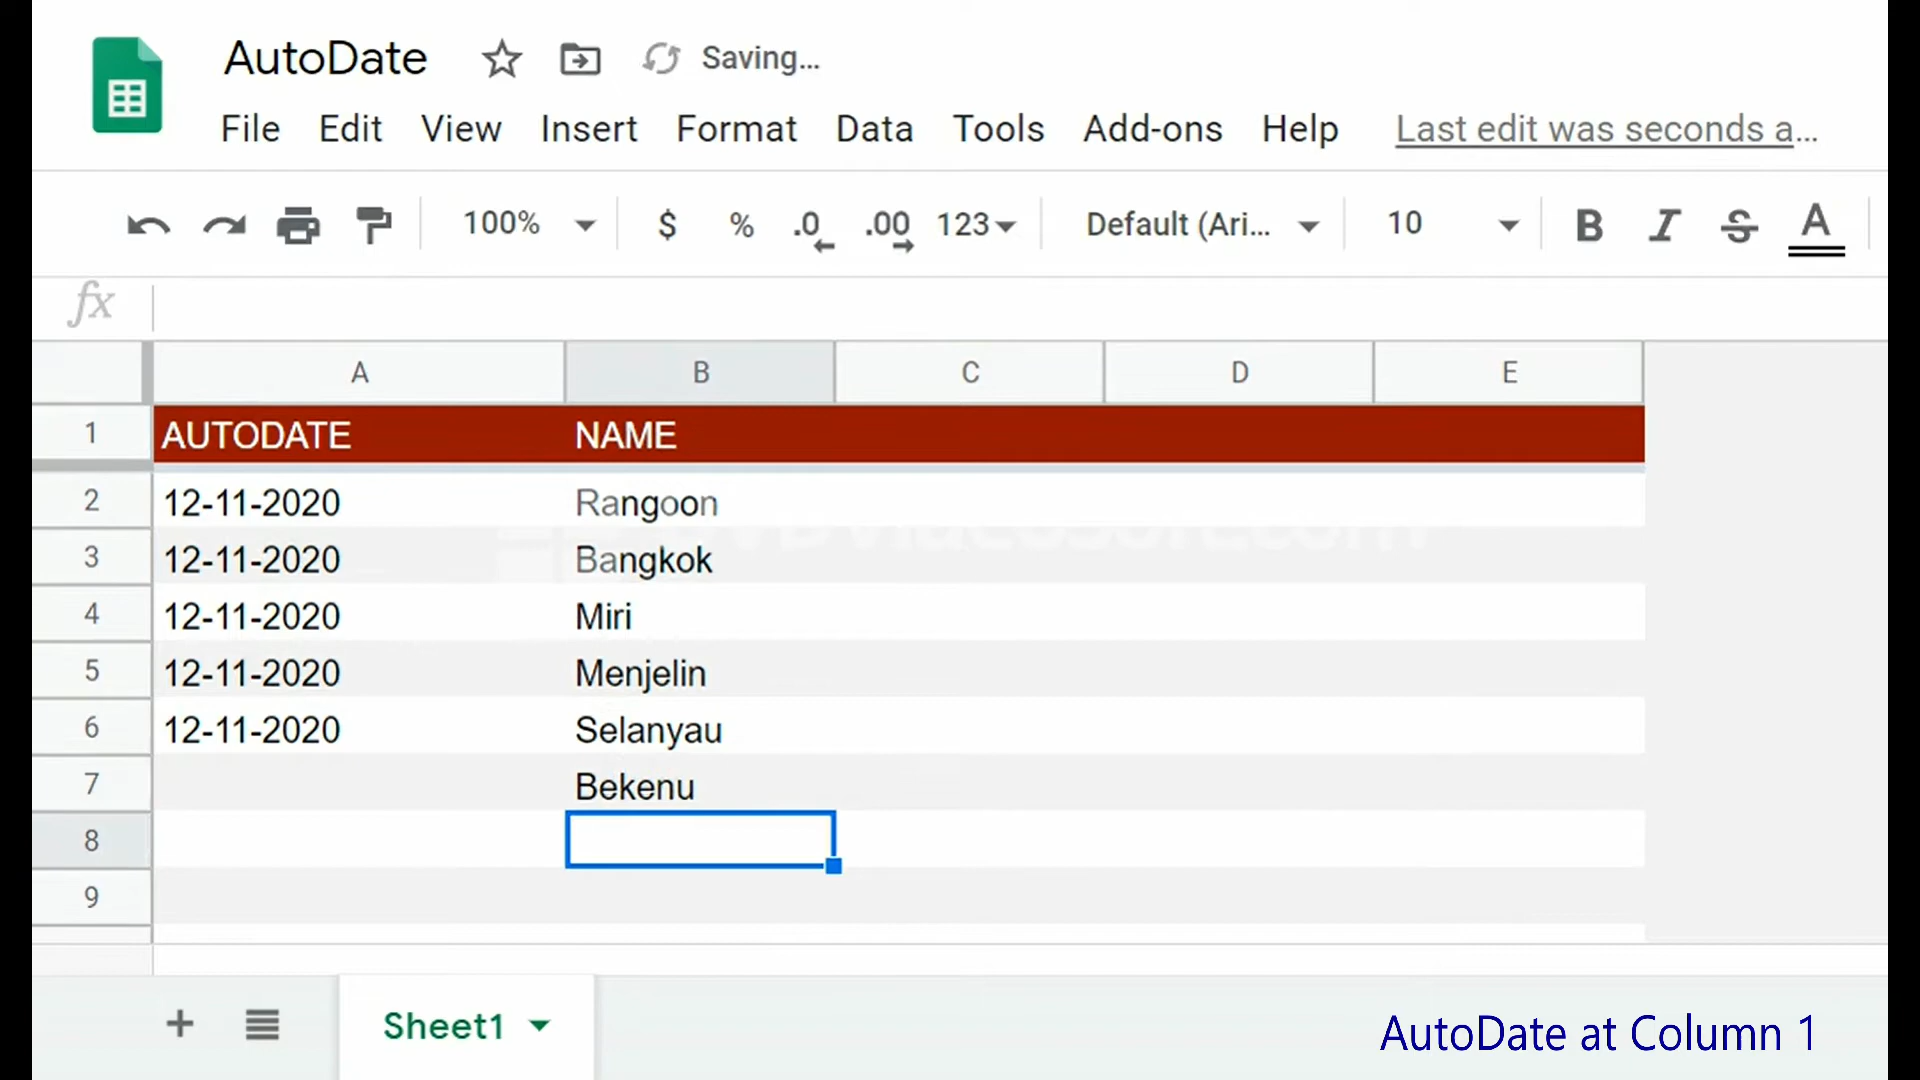 AutoDate Saving...
File Edit View Insert Format Data Tools Add-ons Help Last edit was seconds a...
100% $ % .0 .00 123 Default (Ari... 10 B I S A
fx
A B C D E
1 AUTODATE NAME
2 12-11-2020 Rangoon
3 12-11-2020 Bangkok
4 12-11-2020 Miri
5 12-11-2020 Menjelin
6 12-11-2020 Selanyau
7 Bekenu
8
9
+ Sheet1
AutoDate at Column 1